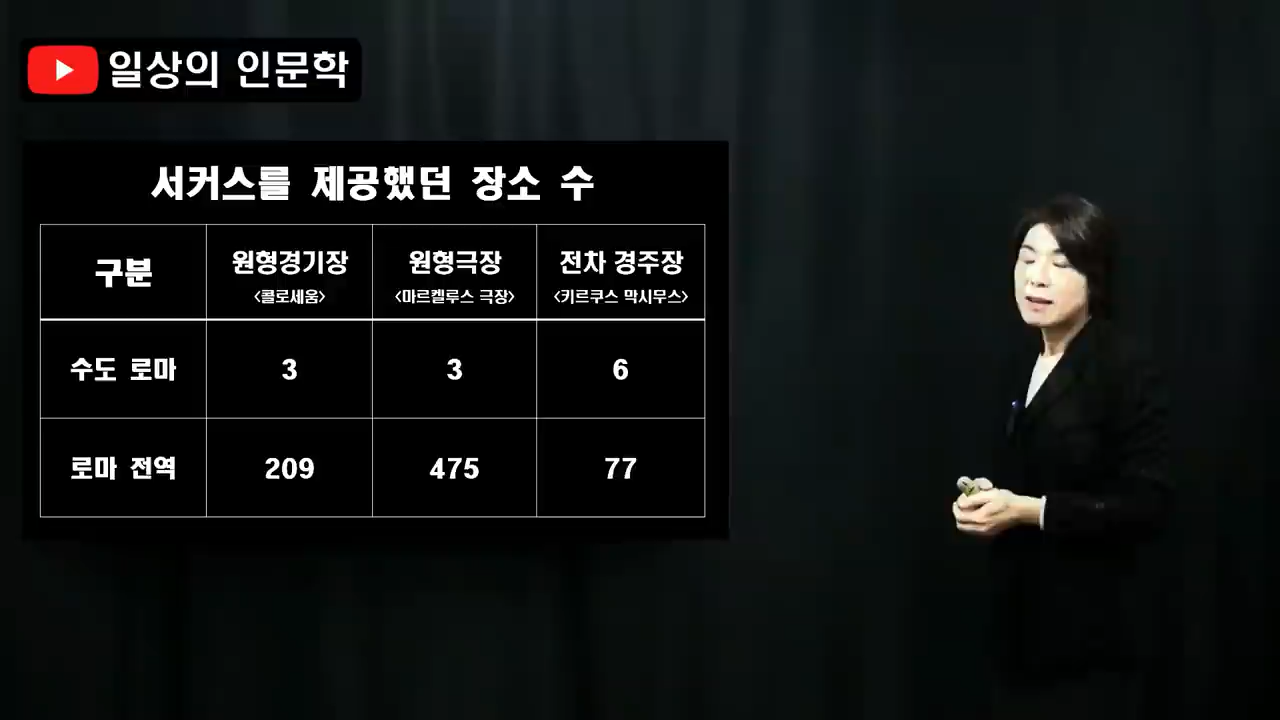 일상의 인문학
서커스를 제공했던 장소 수
구분 원형경기장 원형극장 전차 경주장
<콜로세움> <마르켈루스 극장> <키르쿠스 막시무스>
수도 로마 3 3 6
로마 전역 209 475 77